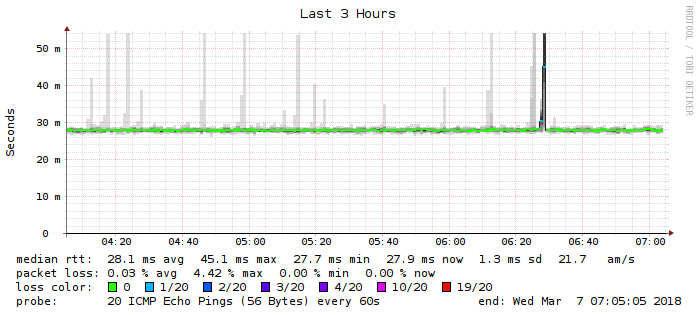 Last 3 Hours
RRDTOOL / TOBI OETIKER
Seconds
50 m
40 m
30 m
20 m
10 m
0
04:20 04:40 05:00 05:20 05:40 06:00 06:20 06:40 07:00
median rtt: 28.1 ms avg 45.1 ms max 27.7 ms min 27.9 ms now 1.3 ms sd 21.7 am/s
packet loss: 0.03 % avg 4.42 % max 0.00 % min 0.00 % now
loss color: 0 1/20 2/20 3/20 4/20 10/20 19/20
probe: 20 ICMP Echo Pings (56 Bytes) every 60s end: Wed Mar 7 07:05:05 2018